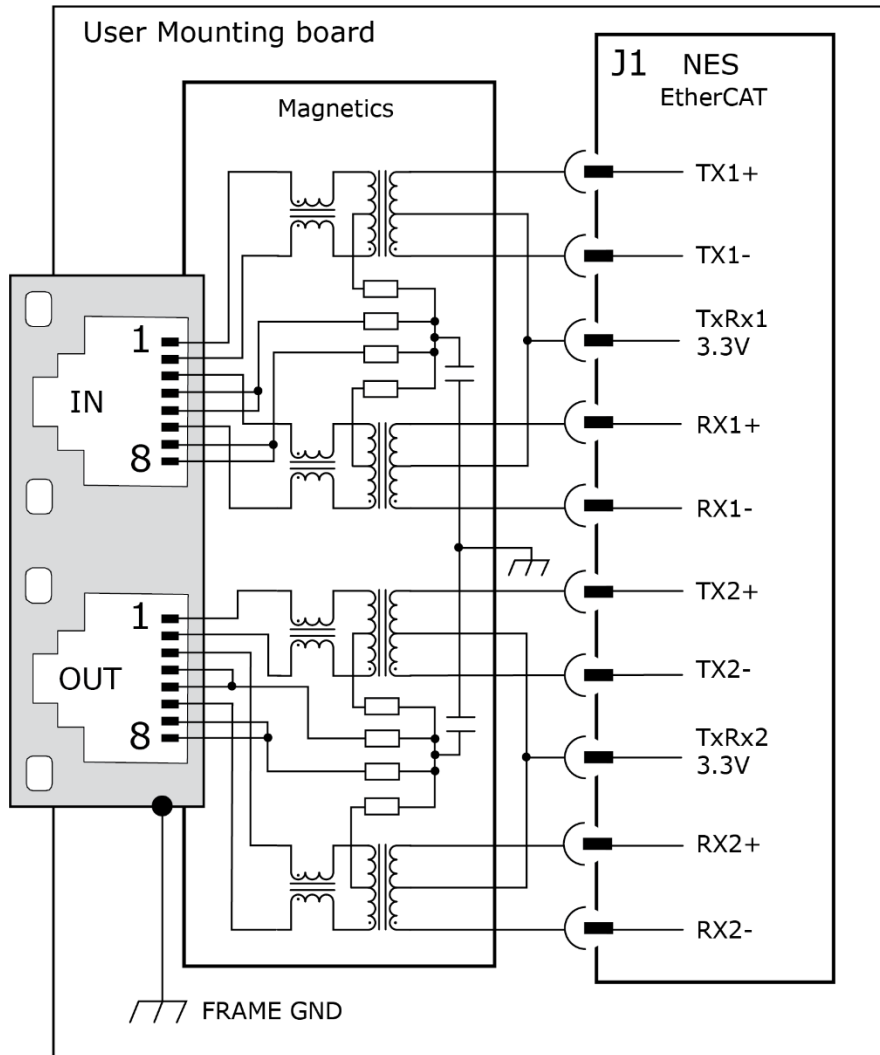 User Mounting board
J1 NES
EtherCAT
Magnetics
TX1+
TX1-
TxRx1
3.3V
RX1+
RX1-
TX2+
TX2-
TxRx2
3.3V
RX2+
RX2-
1
IN
8
1
OUT
8
FRAME GND